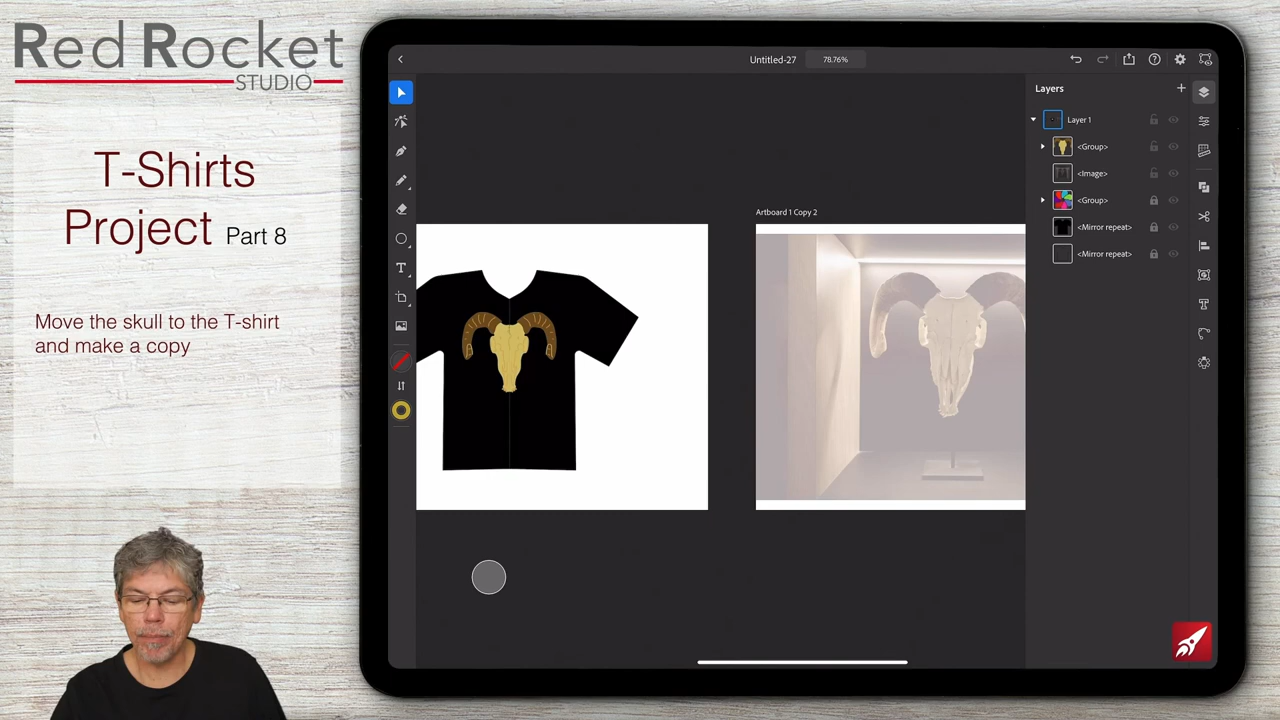 Red Rocket
STUDIO
T-Shirts
Project Part 8
Move the skull to the T-shirt
and make a copy
Untitled-27
78.76%
Layers
Layer 1
<Group>
<Image>
<Group>
<Mirror repeat>
<Mirror repeat>
Artboard 1 Copy 2